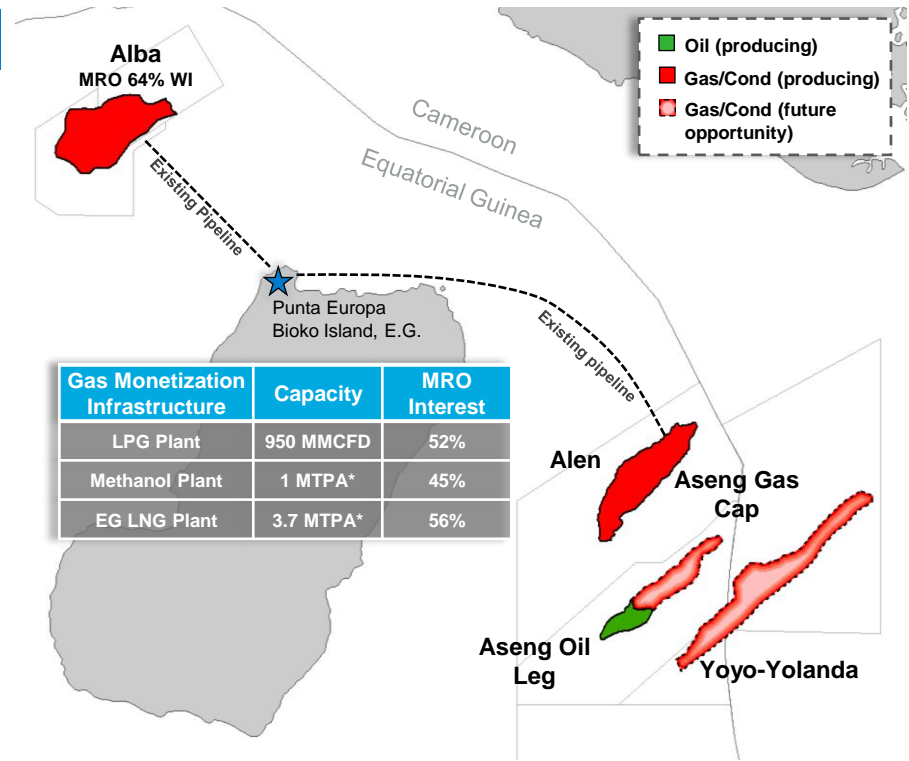 Alba
MRO 64% WI
Oil (producing)
Gas/Cond (producing)
Gas/Cond (future
opportunity)
Cameroon
Equatorial Guinea
Existing Pipeline
Punta Europa
Bioko Island, E.G.
Existing pipeline
Gas Monetization
Infrastructure
Capacity
MRO
Interest
LPG Plant
950 MMCFD
52%
Methanol Plant
1 MTPA*
45%
EG LNG Plant
3.7 MTPA*
56%
Alen
Aseng Gas
Cap
Aseng Oil
Leg
Yoyo-Yolanda